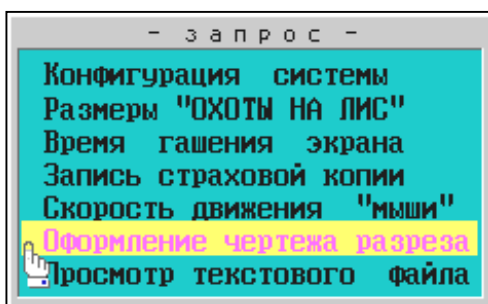 - запрос -
Конфигурация системы
Размеры "ОХОТЫ НА ЛИС"
Время гашения экрана
Запись страховой копии
Скорость движения "мыши"
Оформление чертежа разреза
Просмотр текстового файла